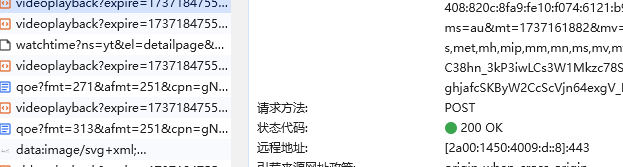 videoplayback?expire=1737184755...
videoplayback?expire=1737184755...
watchtime?ns=yt&el=detailpage&...
videoplayback?expire=1737184755...
qoe?fmt=271&afmt=251&cpn=gN...
videoplayback?expire=1737184755...
qoe?fmt=313&afmt=251&cpn=gN...
data:image/svg+xml;...
videoplayback?expire=1737184755...
408:820c:8fa9:fe10:f074:6121:b9
ms=au&mt=1737161882&mv=
s,met,mh,mip,mm,mn,ms,mv,mv
C38hn_3kP3iwLCs3W1Mkzc78S
ghjafcSKByW2CcScVjn64exgV_
请求方法:
POST
状态代码:
200 OK
远程地址:
[2a00:1450:4009:d::8]:443
引荐来源网址政策:
origin-when-cross-origin